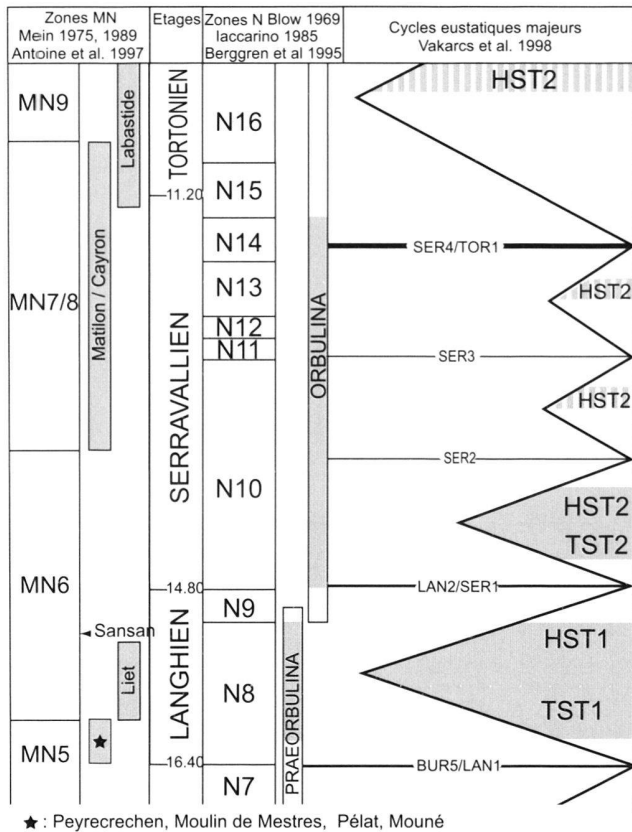 Zones MN
Mein 1975, 1989
Antoine et al. 1997
Etages
Zones N Blow 1969
Iaccarino 1985
Berggren et al 1995
Cycles eustatiques majeurs
Vakarcs et al. 1998
MN9
MN7/8
MN6
MN5
Labastide
Matilon / Cayron
Sansan
Liet
★
TORTONIEN
11.20
SERRAVALLIEN
14.80
LANGHIEN
16.40
N16
N15
N14
N13
N12
N11
N10
N9
N8
N7
ORBULINA
PRAEORBULINA
HST2
SER4/TOR1
HST2
SER3
HST2
SER2
HST2
TST2
LAN2/SER1
HST1
TST1
BUR5/LAN1
★ : Peyrecrechen, Moulin de Mestres, Pélat, Mouné